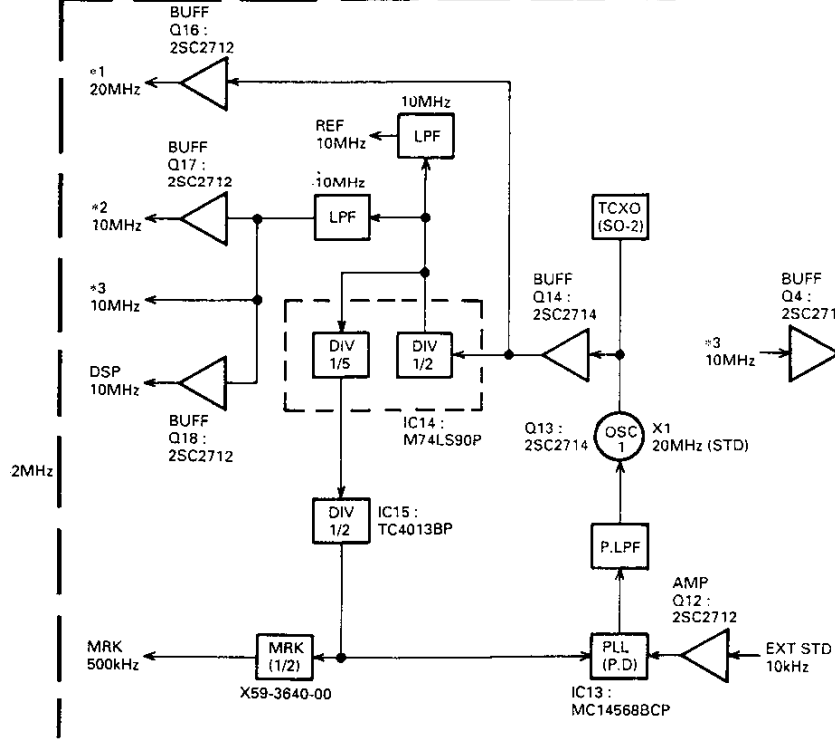 BUFF
Q16 :
2SC2712
*1
20MHz
10MHz
REF
10MHz
LPF
BUFF
Q17 :
2SC2712
10MHz
*2
10MHz
LPF
TCXO
(SO-2)
*3
10MHz
BUFF
Q14 :
2SC2714
BUFF
Q4 :
2SC271
*3
10MHz
DIV
1/5
DIV
1/2
DSP
10MHz
BUFF
Q18 :
2SC2712
IC14 :
M74LS90P
Q13 :
2SC2714
OSC
1
X1
20MHz (STD)
2MHz
DIV
1/2
IC15 :
TC4013BP
P.LPF
AMP
Q12 :
2SC2712
MRK
500kHz
MRK
(1/2)
X59-3640-00
PLL
(P.D)
EXT STD
10kHz
IC13 :
MC14568BCP